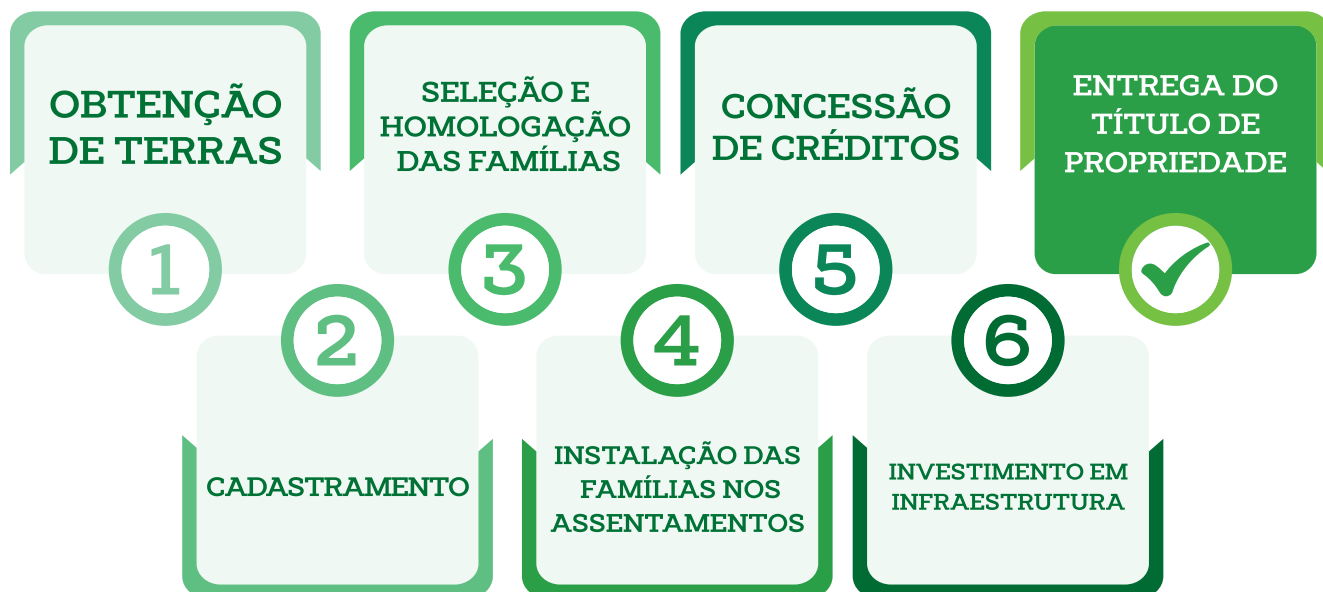 OBTENÇÃO
DE TERRAS
1
2
CADASTRAMENTO
SELEÇÃO E
HOMOLOGAÇÃO
DAS FAMÍLIAS
3
4
INSTALAÇÃO DAS
FAMÍLIAS NOS
ASSENTAMENTOS
CONCESSÃO
DE CRÉDITOS
5
6
INVESTIMENTO EM
INFRAESTRUTURA
ENTREGA DO
TÍTULO DE
PROPRIEDADE